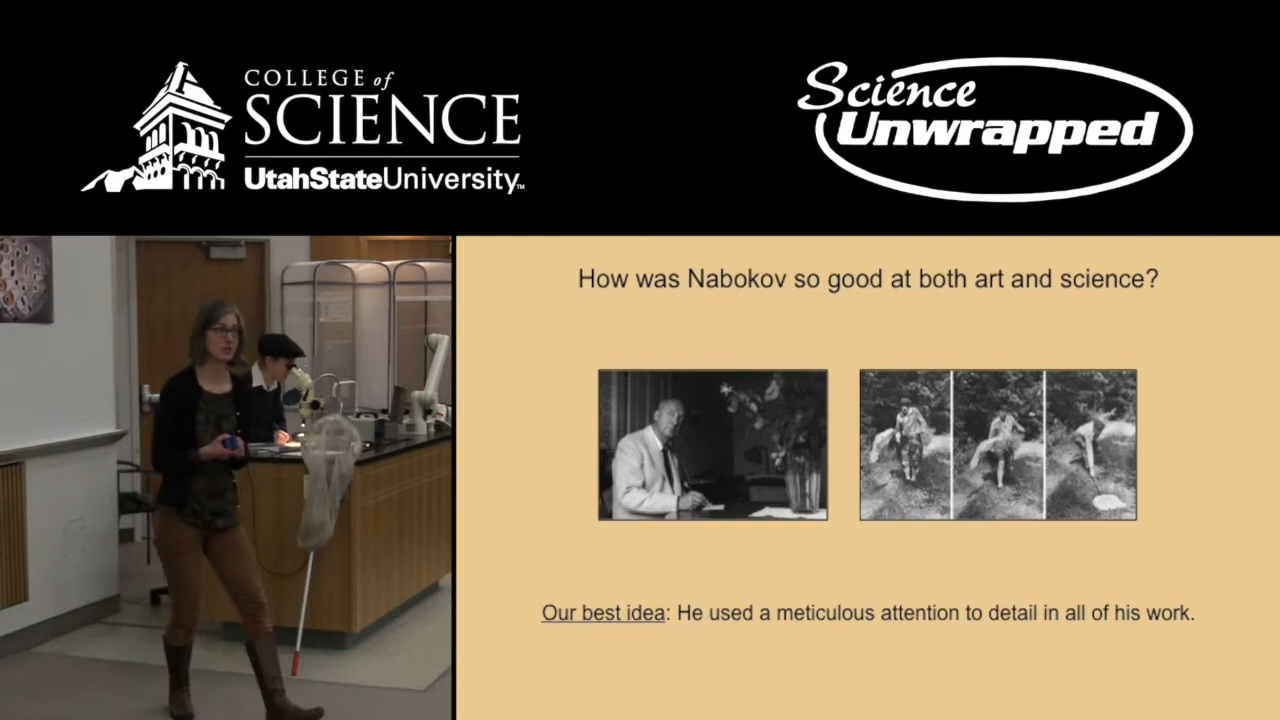 COLLEGE of
SCIENCE
UtahStateUniversity™
Science
Unwrapped
How was Nabokov so good at both art and science?
Our best idea: He used a meticulous attention to detail in all of his work.